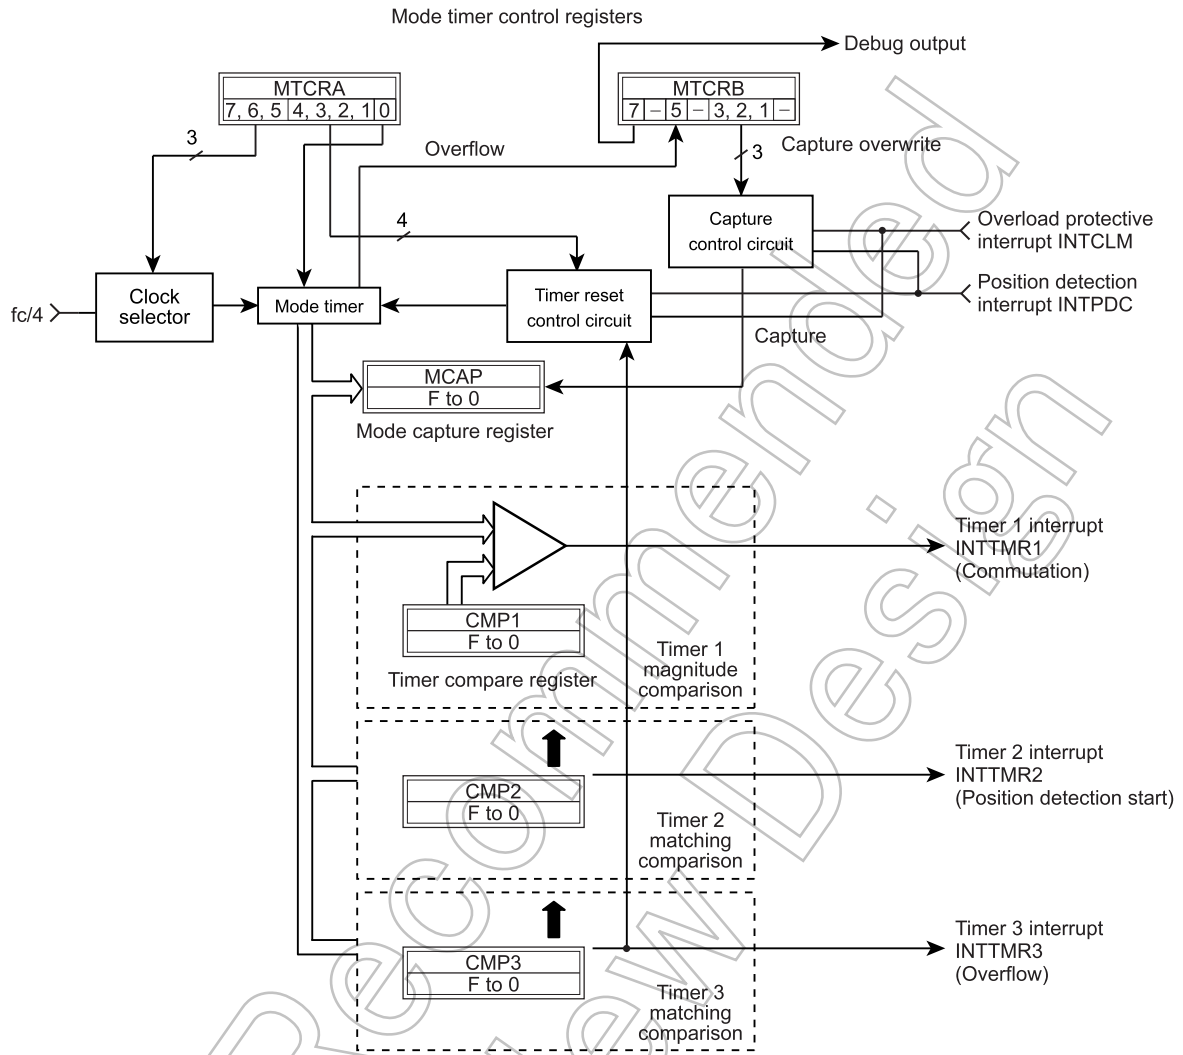 Mode timer control registers
Debug output
MTCRA
7, 6, 5 4, 3, 2, 1 0
MTCRB
7 – 5 – 3, 2, 1 –
3
Overflow
3
Capture overwrite
4
Capture
control circuit
Overload protective
interrupt INTCLM
Position detection
interrupt INTPDC
fc/4
Clock
selector
Mode timer
Timer reset
control circuit
Capture
MCAP
F to 0
Mode capture register
Timer 1 interrupt
INTTMR1
(Commutation)
CMP1
F to 0
Timer compare register
Timer 1
magnitude
comparison
Timer 2 interrupt
INTTMR2
(Position detection start)
CMP2
F to 0
Timer 2
matching
comparison
Timer 3 interrupt
INTTMR3
(Overflow)
CMP3
F to 0
Timer 3
matching
comparison
Recommended
Design